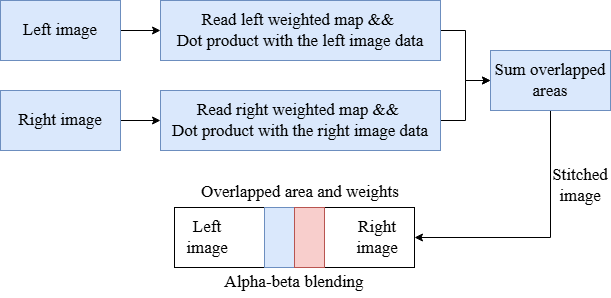 Left image
Read left weighted map &&
Dot product with the left image data
Right image
Read right weighted map &&
Dot product with the right image data
Sum overlapped
areas
Stitched
image
Overlapped area and weights
Left
image
Right
image
Alpha-beta blending